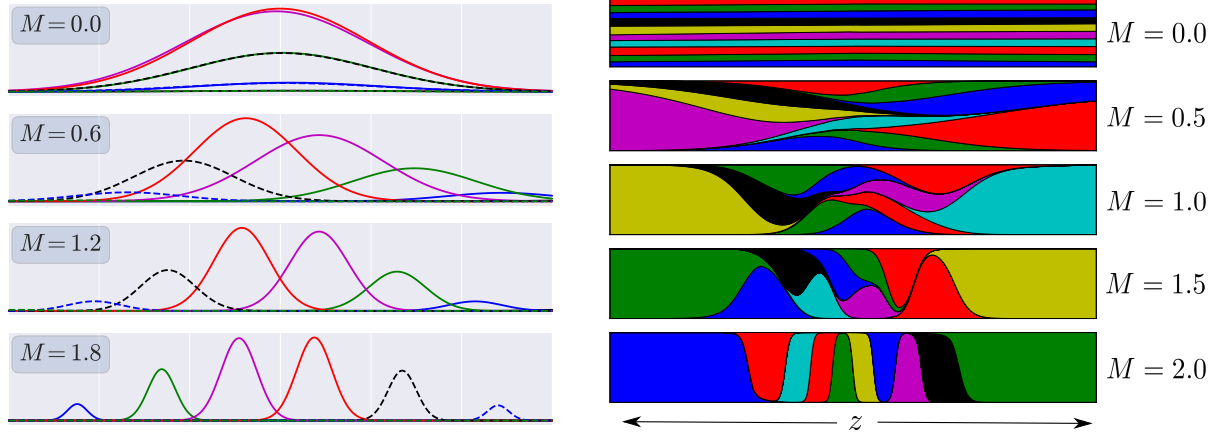 M = 0.0
M = 0.6
M = 1.2
M = 1.8
M = 0.0
M = 0.5
M = 1.0
M = 1.5
M = 2.0
z